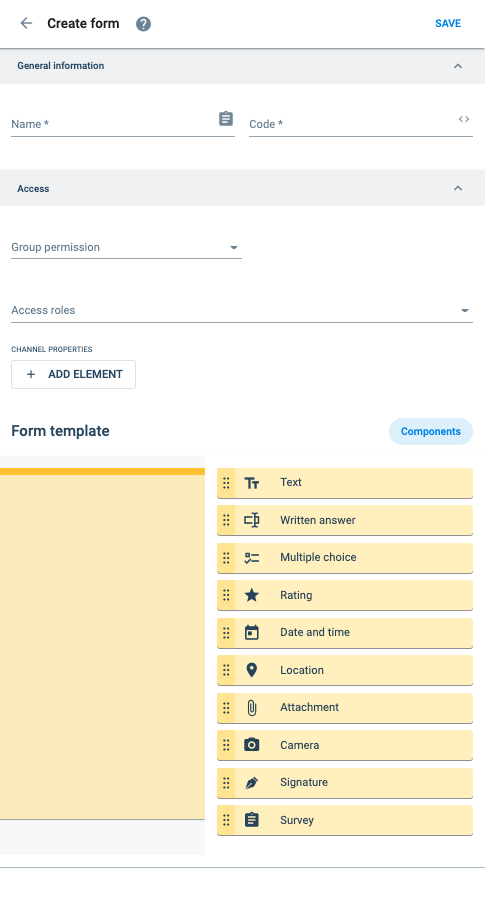 Create form
SAVE
General information
Name *
Code *
Access
Group permission
Access roles
CHANNEL PROPERTIES
ADD ELEMENT
Form template
Components
Text
Written answer
Multiple choice
Rating
Date and time
Location
Attachment
Camera
Signature
Survey